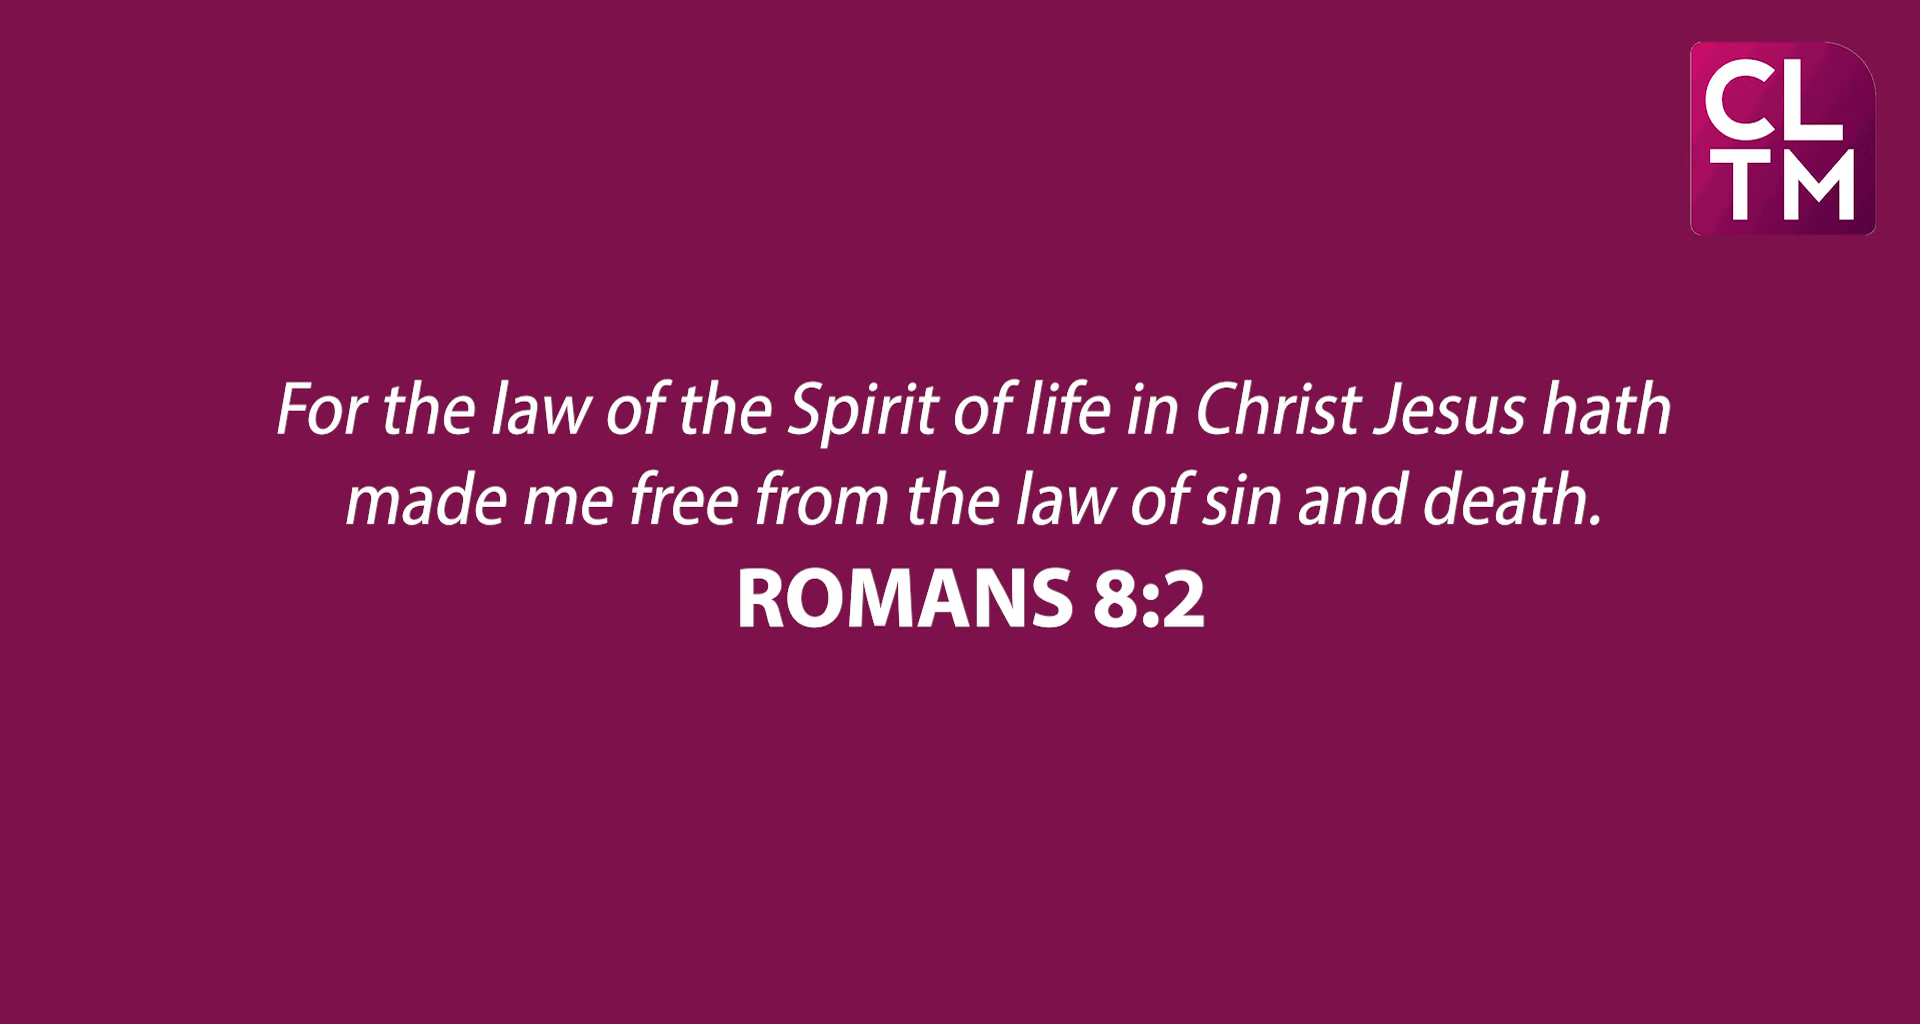 CL
TM
For the law of the Spirit of life in Christ Jesus hath
made me free from the law of sin and death.
ROMANS 8:2